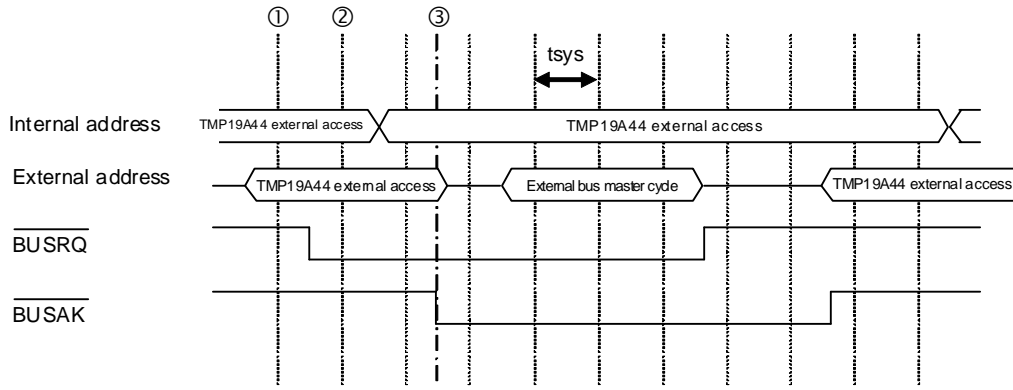 ① ② ③
tsys
Internal address
TMP19A44 external access
TMP19A44 external access
External address
TMP19A44 external access
External bus master cycle
TMP19A44 external access
BUSRQ
BUSAK